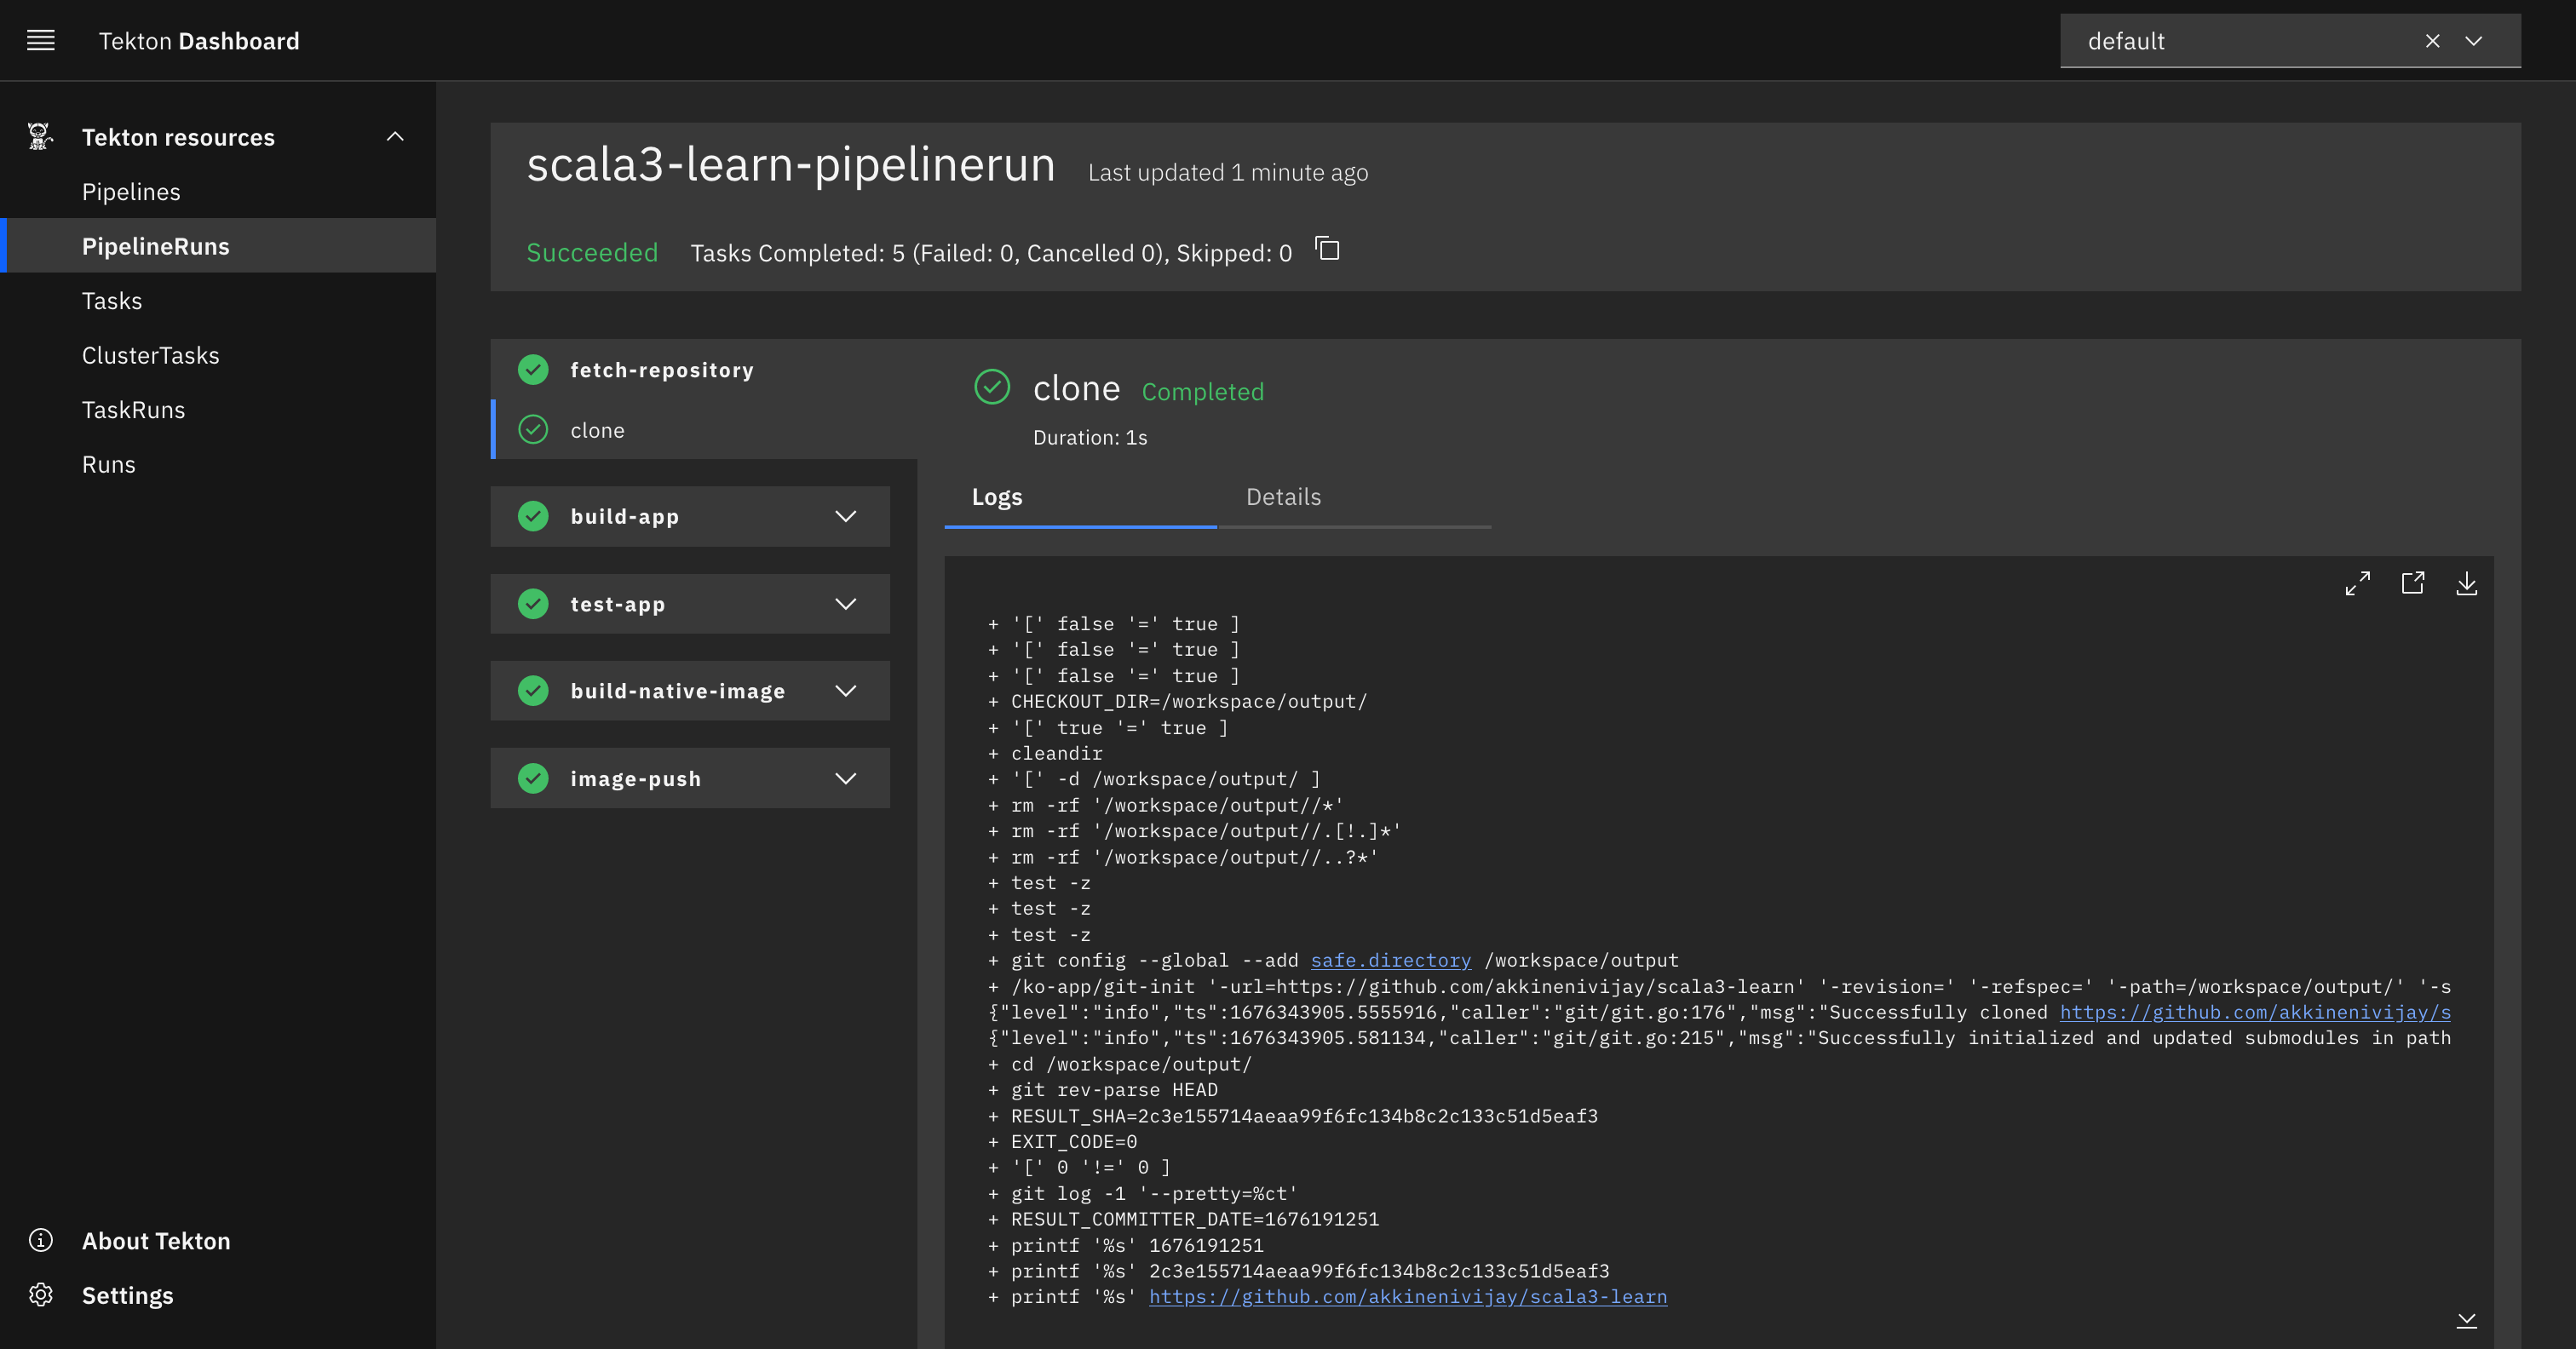 Tekton Dashboard
default
Tekton resources
Pipelines
PipelineRuns
Tasks
ClusterTasks
TaskRuns
Runs
About Tekton
Settings
scala3-learn-pipelinerun Last updated 1 minute ago
Succeeded Tasks Completed: 5 (Failed: 0, Cancelled 0), Skipped: 0
fetch-repository
clone
build-app
test-app
build-native-image
image-push
clone Completed
Duration: 1s
Logs Details
+ '[' false '=' true ]
+ '[' false '=' true ]
+ '[' false '=' true ]
+ CHECKOUT_DIR=/workspace/output/
+ '[' true '=' true ]
+ cleandir
+ '[' -d /workspace/output/ ]
+ rm -rf '/workspace/output//*'
+ rm -rf '/workspace/output//.[!.]*'
+ rm -rf '/workspace/output//..?*'
+ test -z
+ test -z
+ test -z
+ git config --global --add safe.directory /workspace/output
+ /ko-app/git-init '-url=https://github.com/akkinenivijay/scala3-learn' '-revision=' '-refspec=' '-path=/workspace/output/' '-s
{"level":"info","ts":1676343905.5555916,"caller":"git/git.go:176","msg":"Successfully cloned https://github.com/akkinenivijay/s
{"level":"info","ts":1676343905.581134,"caller":"git/git.go:215","msg":"Successfully initialized and updated submodules in path
+ cd /workspace/output/
+ git rev-parse HEAD
+ RESULT_SHA=2c3e155714aeaa99f6fc134b8c2c133c51d5eaf3
+ EXIT_CODE=0
+ '[' 0 '!=' 0 ]
+ git log -1 '--pretty=%ct'
+ RESULT_COMMITTER_DATE=1676191251
+ printf '%s' 1676191251
+ printf '%s' 2c3e155714aeaa99f6fc134b8c2c133c51d5eaf3
+ printf '%s' https://github.com/akkinenivijay/scala3-learn